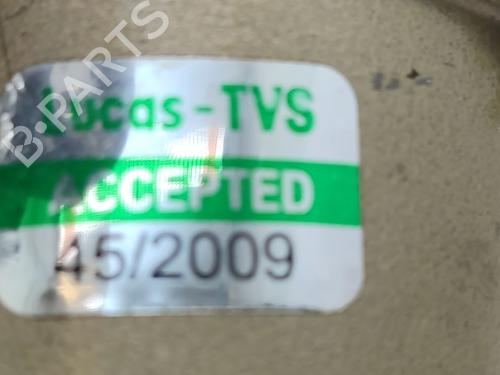 Lucas-TVS
ACCEPTED
45/2009
B-PARTS